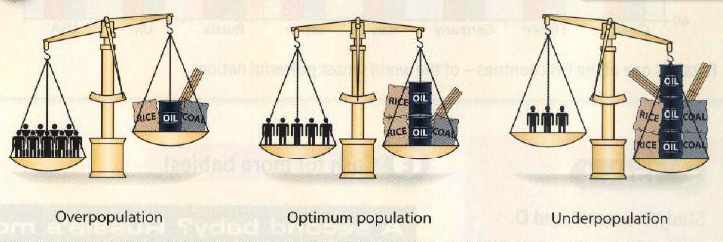 RICE OIL COAL
RICE OIL
RICE OIL COAL
OIL
OIL
RICE OIL COAL
RICE OIL COAL
Overpopulation
Optimum population
Underpopulation